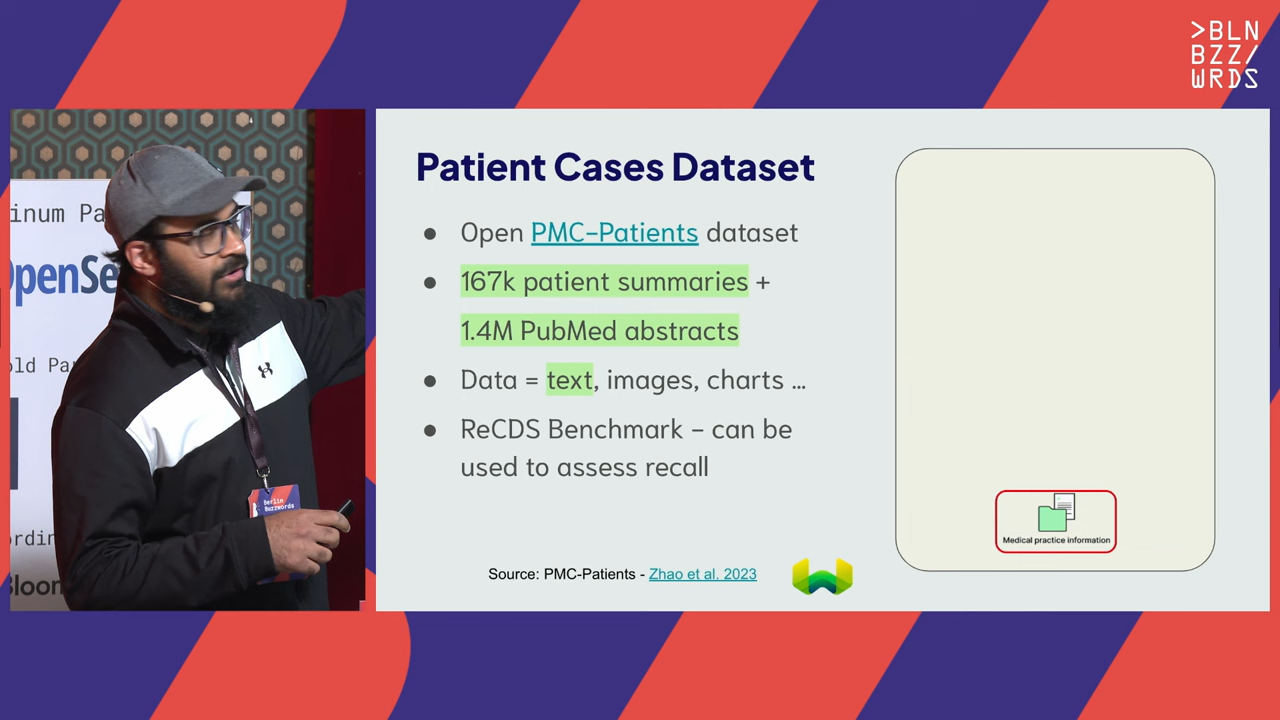 >BLN
BZZ/
WRDS
inum Pa
OpenSe
old Pa
ordin
Bloom
Berlin
Buzzwords
Patient Cases Dataset
● Open PMC-Patients dataset
● 167k patient summaries +
1.4M PubMed abstracts
● Data = text, images, charts ...
● ReCDS Benchmark – can be
used to assess recall
Source: PMC-Patients - Zhao et al. 2023
Medical practice information